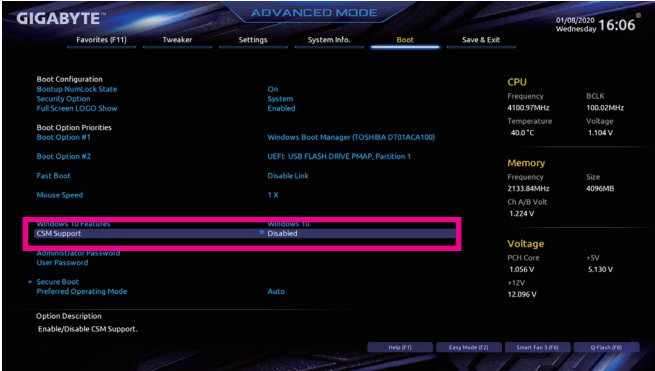 GIGABYTE™
ADVANCED MODE
01/08/2020 Wednesday 16:06
Favorites (F11) Tweaker Settings System Info. Boot Save & Exit
Boot Configuration
Bootup NumLock State On
Security Option System
Full Screen LOGO Show Enabled
Boot Option Priorities
Boot Option #1 Windows Boot Manager (TOSHIBA DT01ACA100)
Boot Option #2 UEFI: USB FLASH DRIVE PMAP, Partition 1
Fast Boot Disable Link
Mouse Speed 1 X
Windows 10 Features Windows 10
CSM Support * Disabled
Administrator Password
User Password
Secure Boot
Preferred Operating Mode Auto
Option Description
Enable/Disable CSM Support.
CPU
Frequency BCLK
4100.97MHz 100.02MHz
Temperature Voltage
40.0 °C 1.104 V
Memory
Frequency Size
2133.84MHz 4096MB
Ch A/B Volt
1.224 V
Voltage
PCH Core +5V
1.056 V 5.130 V
+12V
12.096 V
Help (F1) Easy Mode (F2) Smart Fan 5 (F6) Q-Flash (F8)